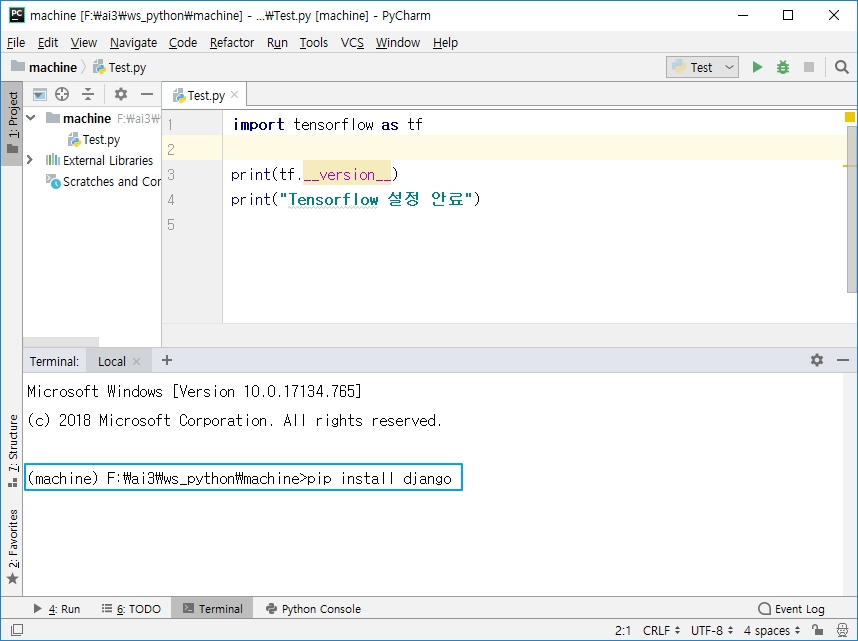 PC machine [F:₩ai3₩ws_python₩machine] - ...₩Test.py [machine] - PyCharm
File Edit View Navigate Code Refactor Run Tools VCS Window Help
machine Test.py Test
1: Project
Test.py
machine F:₩ai3₩
Test.py
External Libraries
Scratches and Cor
1 import tensorflow as tf
2
3 print(tf.__version__)
4 print("Tensorflow 설정 안료")
5
Terminal: Local
Microsoft Windows [Version 10.0.17134.765]
(c) 2018 Microsoft Corporation. All rights reserved.
(machine) F:₩ai3₩ws_python₩machine>pip install django
7: Structure
2: Favorites
4: Run 6: TODO Terminal Python Console Event Log
2:1 CRLF UTF-8 4 spaces